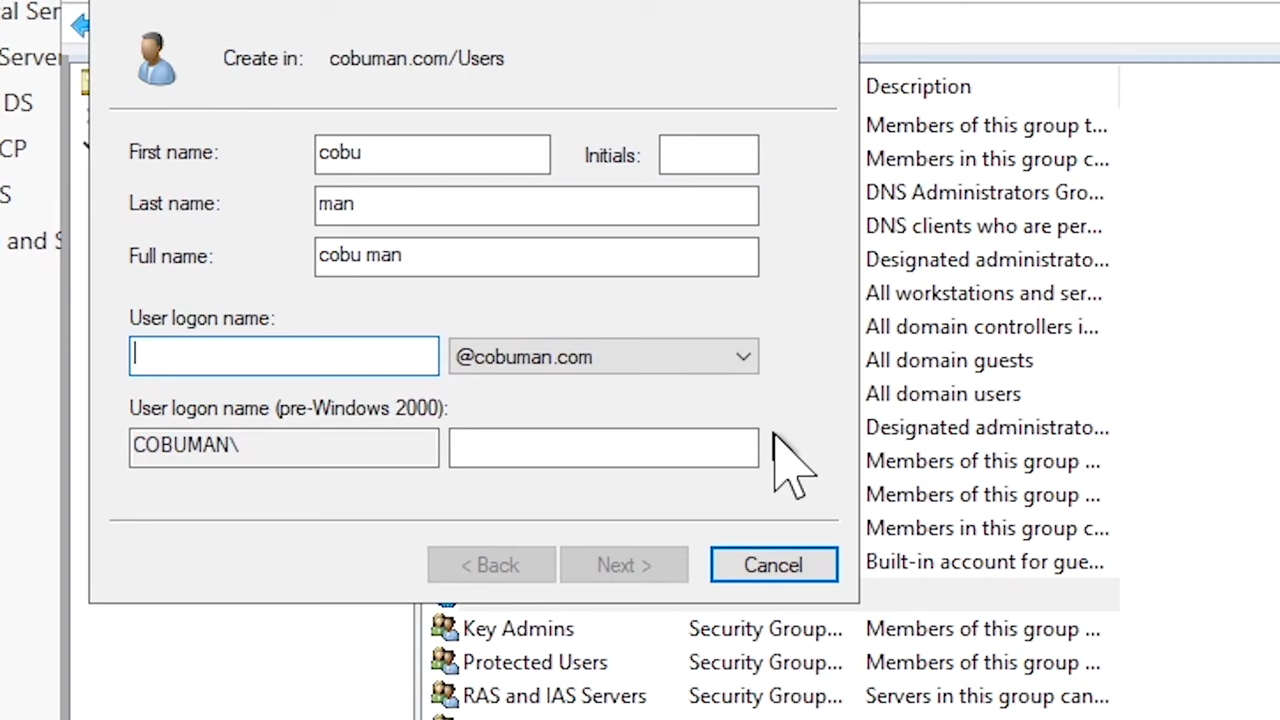 al Ser
Server
DS
CP
S
and S
Create in: cobuman.com/Users
First name: cobu Initials:
Last name: man
Full name: cobu man
User logon name:
@cobuman.com
User logon name (pre-Windows 2000):
COBUMAN\
< Back Next > Cancel
Description
Members of this group t...
Members in this group c...
DNS Administrators Gro...
DNS clients who are per...
Designated administrato...
All workstations and ser...
All domain controllers i...
All domain guests
All domain users
Designated administrato...
Members of this group ...
Members of this group ...
Members in this group c...
Built-in account for gue...
Key Admins Security Group... Members of this group ...
Protected Users Security Group... Members of this group ...
RAS and IAS Servers Security Group... Servers in this group can...